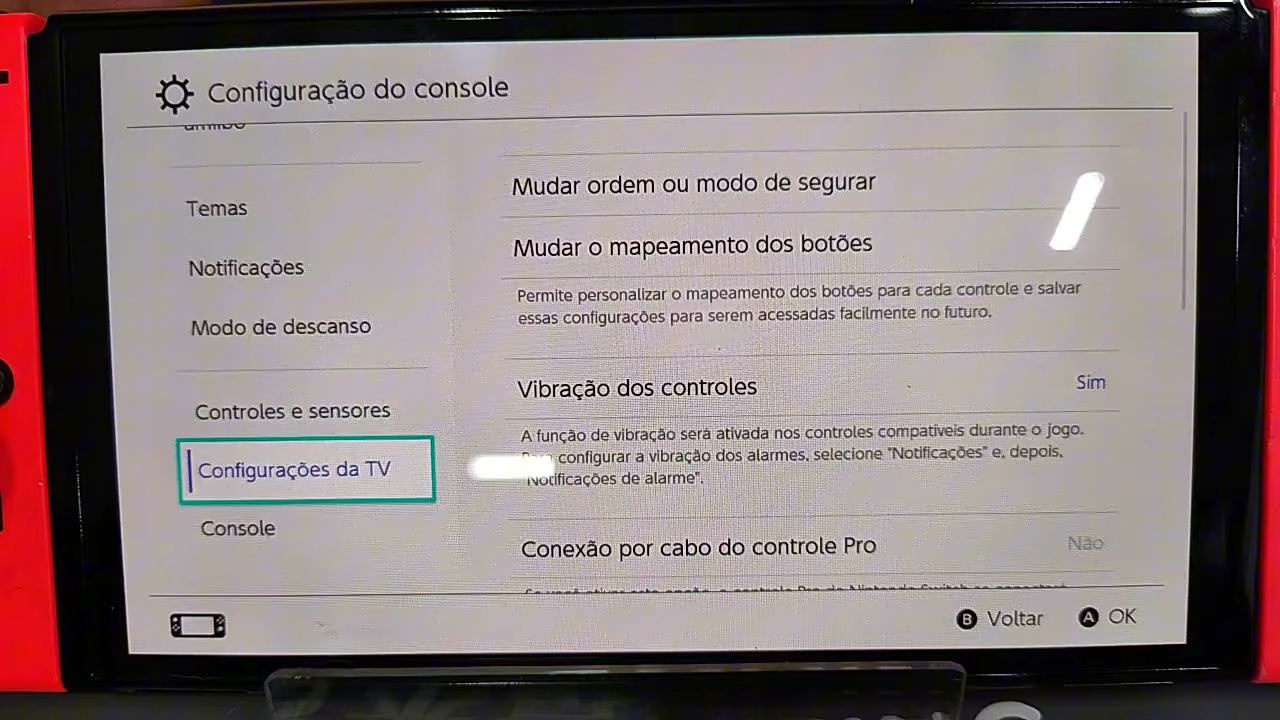 Configuração do console
amiibo
Temas
Notificações
Modo de descanso
Controles e sensores
Configurações da TV
Console
Mudar ordem ou modo de segurar
Mudar o mapeamento dos botões
Permite personalizar o mapeamento dos botões para cada controle e salvar
essas configurações para serem acessadas facilmente no futuro.
Vibração dos controles Sim
A função de vibração será ativada nos controles compatíveis durante o jogo.
Para configurar a vibração dos alarmes, selecione "Notificações" e, depois,
"Notificações de alarme".
Conexão por cabo do controle Pro Não
B Voltar A OK